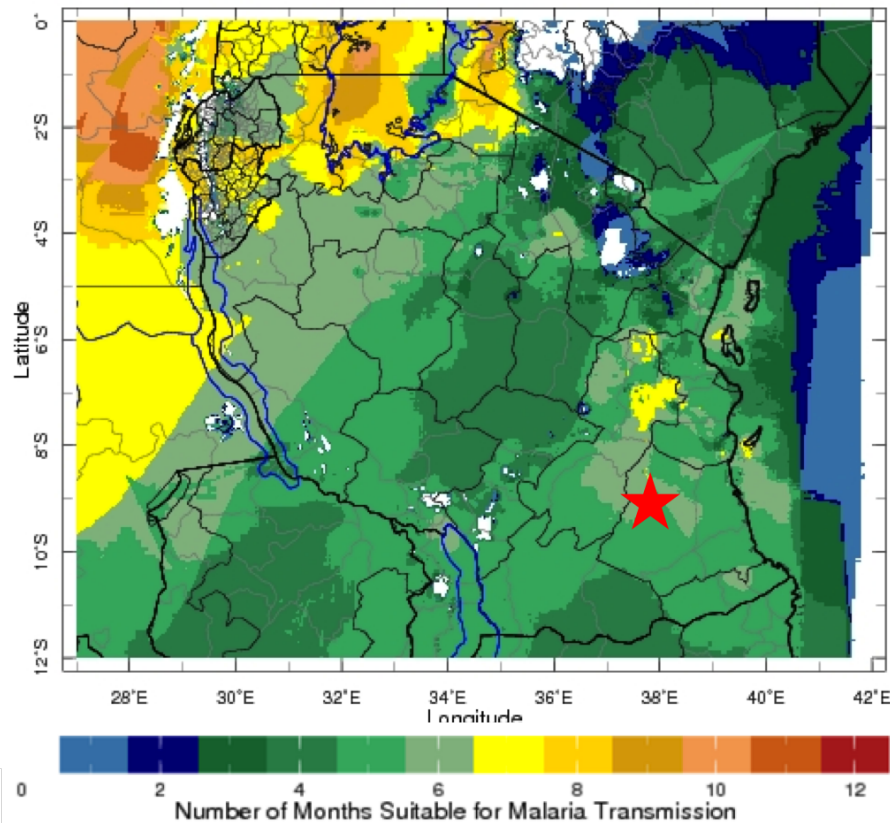 0°
2°S
4°S
6°S
8°S
10°S
12°S
Latitude
28°E 30°E 32°E 34°E 36°E 38°E 40°E 42°E
Longitude
0 2 4 6 8 10 12
Number of Months Suitable for Malaria Transmission